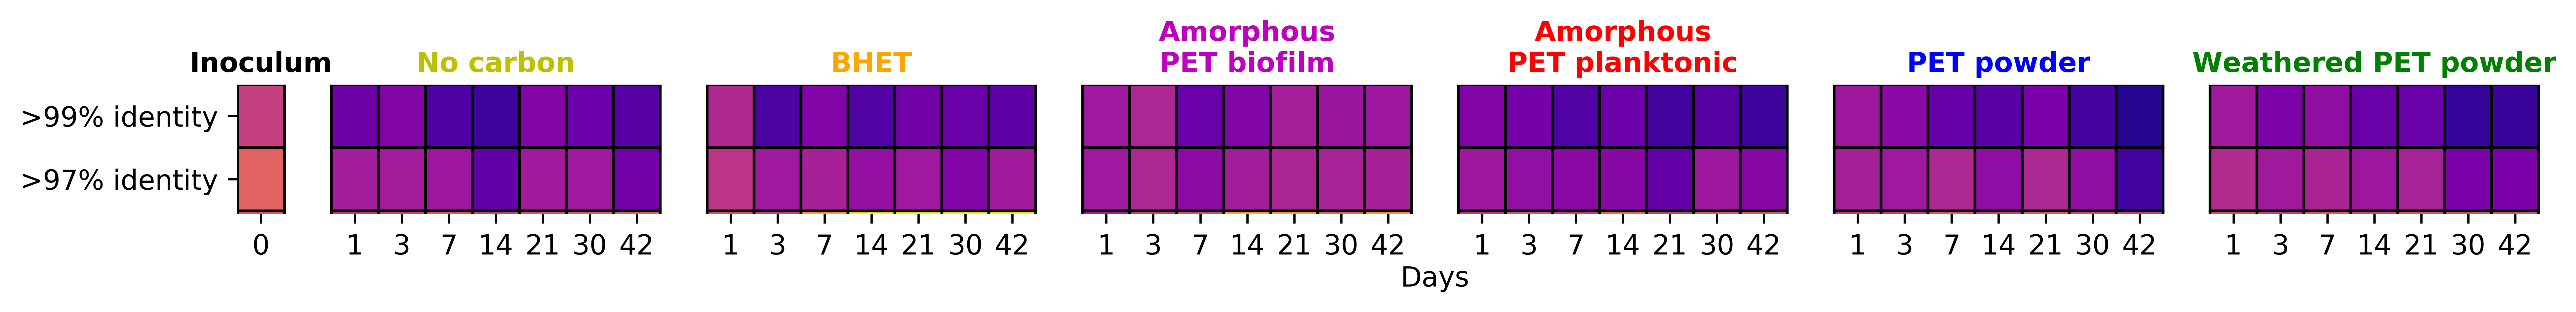 Inoculum
No carbon
BHET
Amorphous
PET biofilm
Amorphous
PET planktonic
PET powder
Weathered PET powder
>99% identity
>97% identity
0
1 3 7 14 21 30 42
1 3 7 14 21 30 42
1 3 7 14 21 30 42
1 3 7 14 21 30 42
1 3 7 14 21 30 42
1 3 7 14 21 30 42
Days